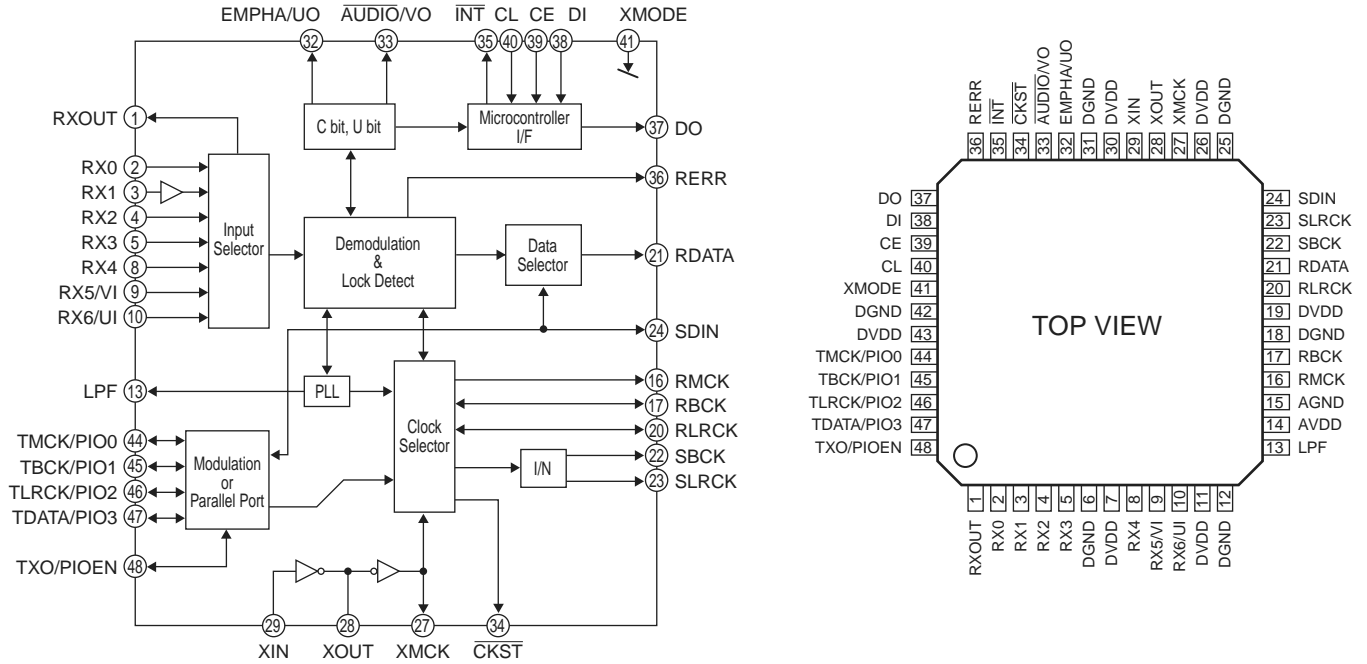 EMPHA/UO AUDIO/VO INT CL CE DI XMODE
32 33 35 40 39 38 41
RXOUT 1
C bit, U bit
Microcontroller
I/F
37 DO
RX0 2
36 RERR
RX1 3
RX2 4
RX3 5
RX4 8
RX5/VI 9
RX6/UI 10
Input
Selector
Demodulation
&
Lock Detect
Data
Selector
21 RDATA
24 SDIN
LPF 13
PLL
Clock
Selector
16 RMCK
17 RBCK
20 RLRCK
22 SBCK
23 SLRCK
I/N
TMCK/PIO0 44
TBCK/PIO1 45
TLRCK/PIO2 46
TDATA/PIO3 47
TXO/PIOEN 48
Modulation
or
Parallel Port
29 28 27 34
XIN XOUT XMCK CKST
RERR
INT
CKST
AUDIO/VO
EMPHA/UO
DGND
DVDD
XIN
XOUT
XMCK
DVDD
DGND
36 35 34 33 32 31 30 29 28 27 26 25
DO 37
DI 38
CE 39
CL 40
XMODE 41
DGND 42
DVDD 43
TMCK/PIO0 44
TBCK/PIO1 45
TLRCK/PIO2 46
TDATA/PIO3 47
TXO/PIOEN 48
TOP VIEW
24 SDIN
23 SLRCK
22 SBCK
21 RDATA
20 RLRCK
19 DVDD
18 DGND
17 RBCK
16 RMCK
15 AGND
14 AVDD
13 LPF
1 2 3 4 5 6 7 8 9 10 11 12
RXOUT
RX0
RX1
RX2
RX3
DGND
DVDD
RX4
RX5/VI
RX6/UI
DVDD
DGND